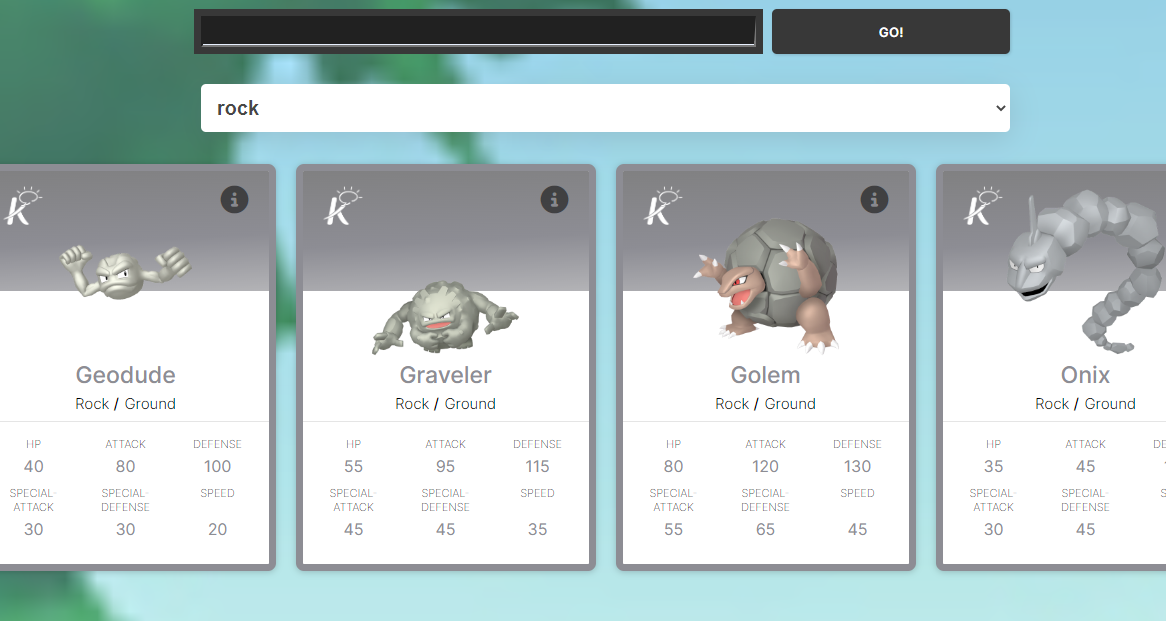 GO!
rock
Geodude
Rock / Ground
HP ATTACK DEFENSE
40 80 100
SPECIAL-ATTACK SPECIAL-DEFENSE SPEED
30 30 20
Graveler
Rock / Ground
HP ATTACK DEFENSE
55 95 115
SPECIAL-ATTACK SPECIAL-DEFENSE SPEED
45 45 35
Golem
Rock / Ground
HP ATTACK DEFENSE
80 120 130
SPECIAL-ATTACK SPECIAL-DEFENSE SPEED
55 65 45
Onix
Rock / Ground
HP ATTACK
35 45
SPECIAL-ATTACK SPECIAL-DEFENSE
30 45